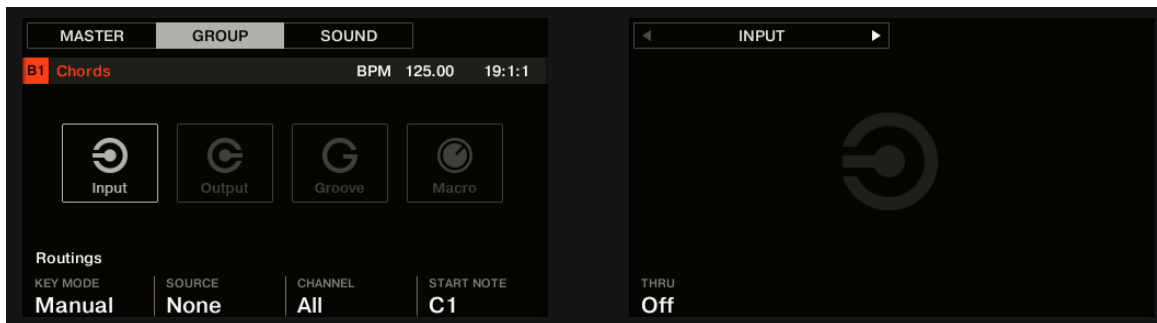 MASTER GROUP SOUND
B1 Chords BPM 125.00 19:1:1
Input Output Groove Macro
Routings
KEY MODE SOURCE CHANNEL START NOTE
Manual None All C1
INPUT
THRU
Off